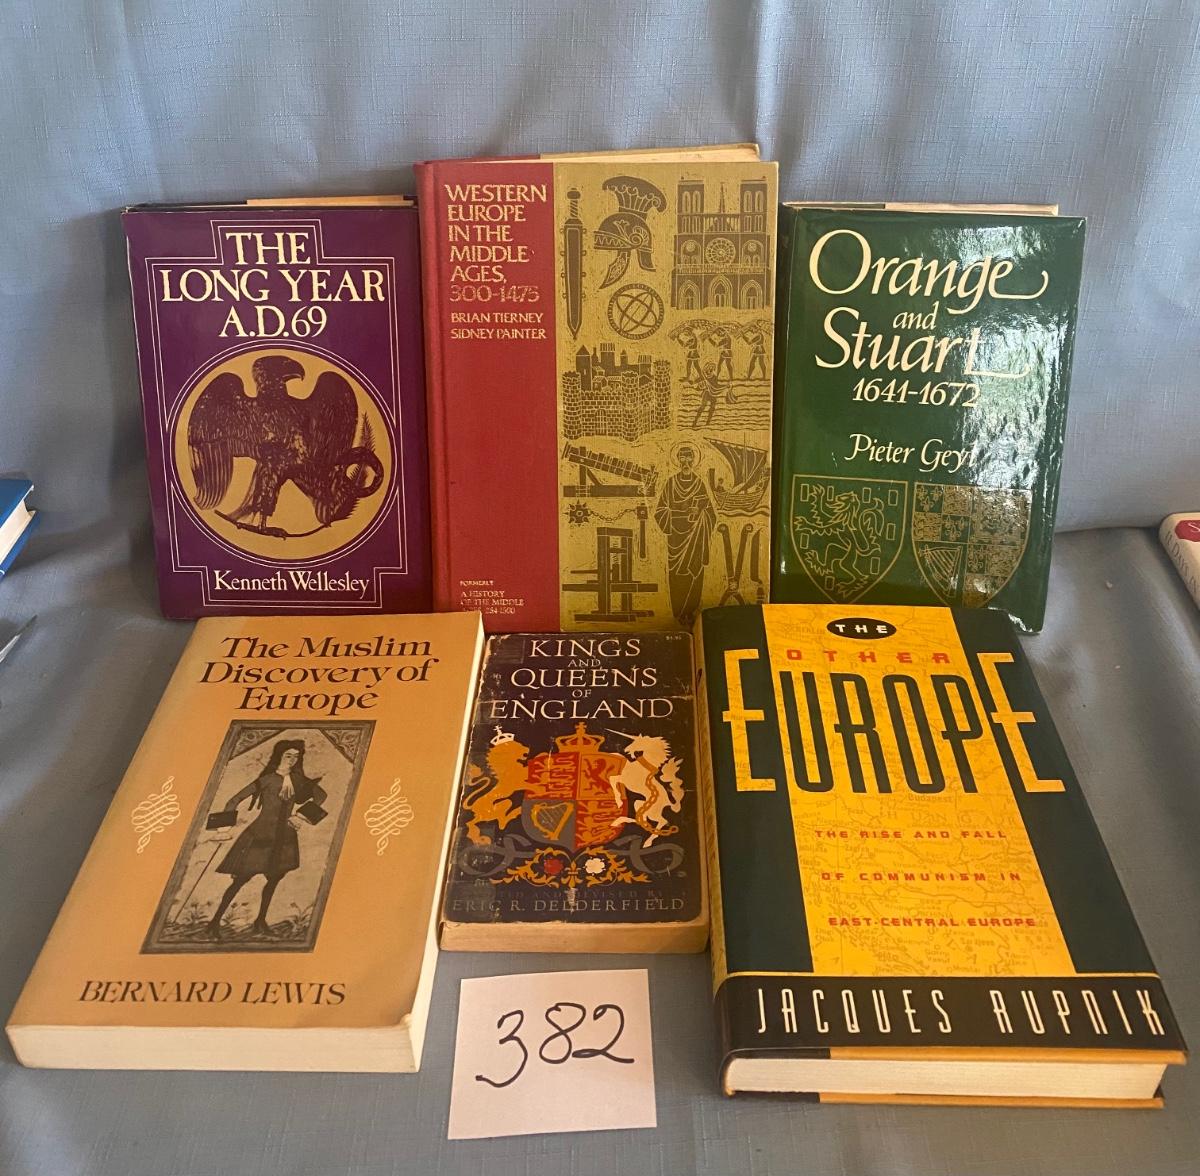 THE
LONG YEAR
A.D.69
Kenneth Wellesley
WESTERN
EUROPE
IN THE
MIDDLE
AGES,
300-1475
BRIAN TIERNEY
SIDNEY PAINTER
FORMERLY
A HISTORY
OF THE MIDDLE
AGES 284-1500
Orange
and
Stuart
1641-1672
Pieter Geyl
The Muslim
Discovery of
Europe
BERNARD LEWIS
KINGS
AND
QUEENS
OF
ENGLAND
ERIC R. DELDERFIELD
THE
OTHER
EUROPE
THE RISE AND FALL
OF COMMUNISM IN
EAST-CENTRAL EUROPE
JACQUES RUPNIK
382